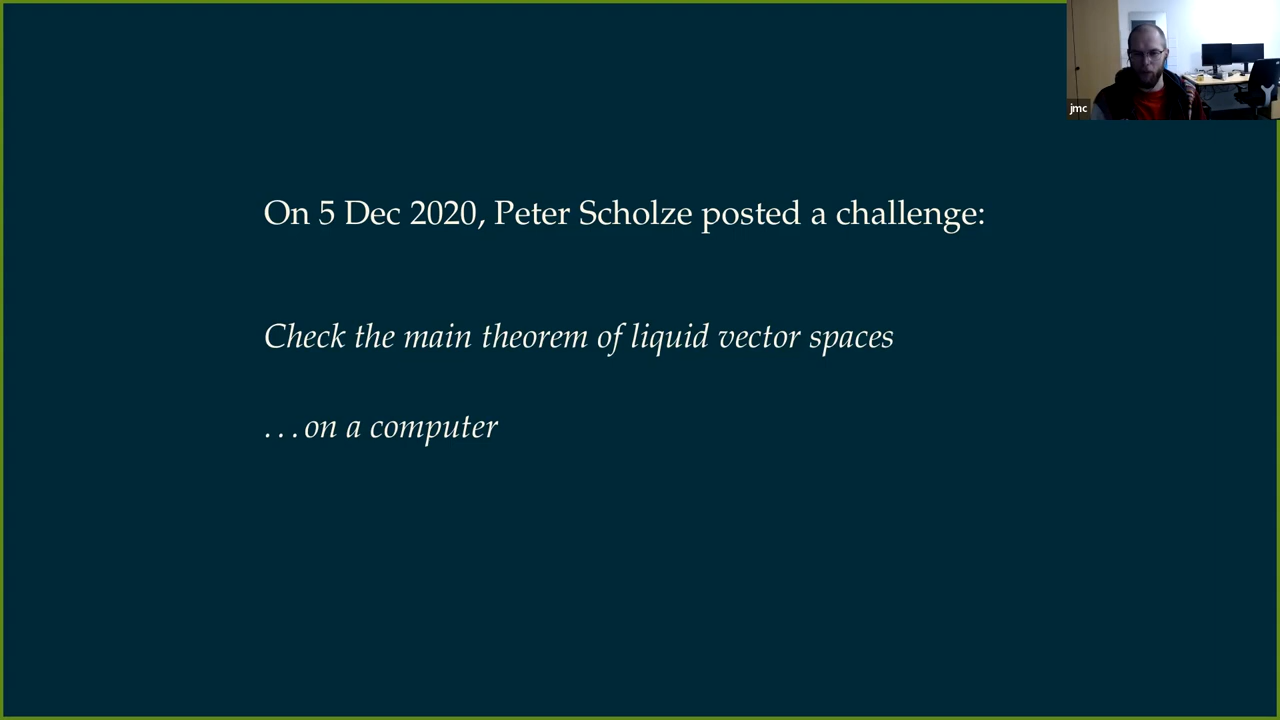 jmc
On 5 Dec 2020, Peter Scholze posted a challenge:
Check the main theorem of liquid vector spaces
...on a computer